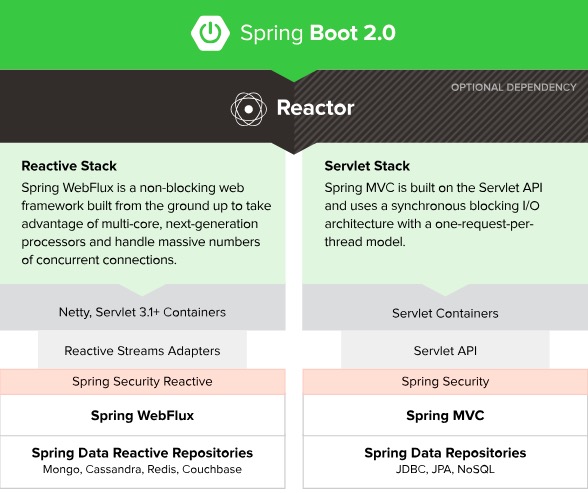 Spring Boot 2.0
OPTIONAL DEPENDENCY
Reactor
Reactive Stack
Spring WebFlux is a non-blocking web
framework built from the ground up to take
advantage of multi-core, next-generation
processors and handle massive numbers
of concurrent connections.
Netty, Servlet 3.1+ Containers
Reactive Streams Adapters
Spring Security Reactive
Spring WebFlux
Spring Data Reactive Repositories
Mongo, Cassandra, Redis, Couchbase
Servlet Stack
Spring MVC is built on the Servlet API
and uses a synchronous blocking I/O
architecture with a one-request-per-
thread model.
Servlet Containers
Servlet API
Spring Security
Spring MVC
Spring Data Repositories
JDBC, JPA, NoSQL